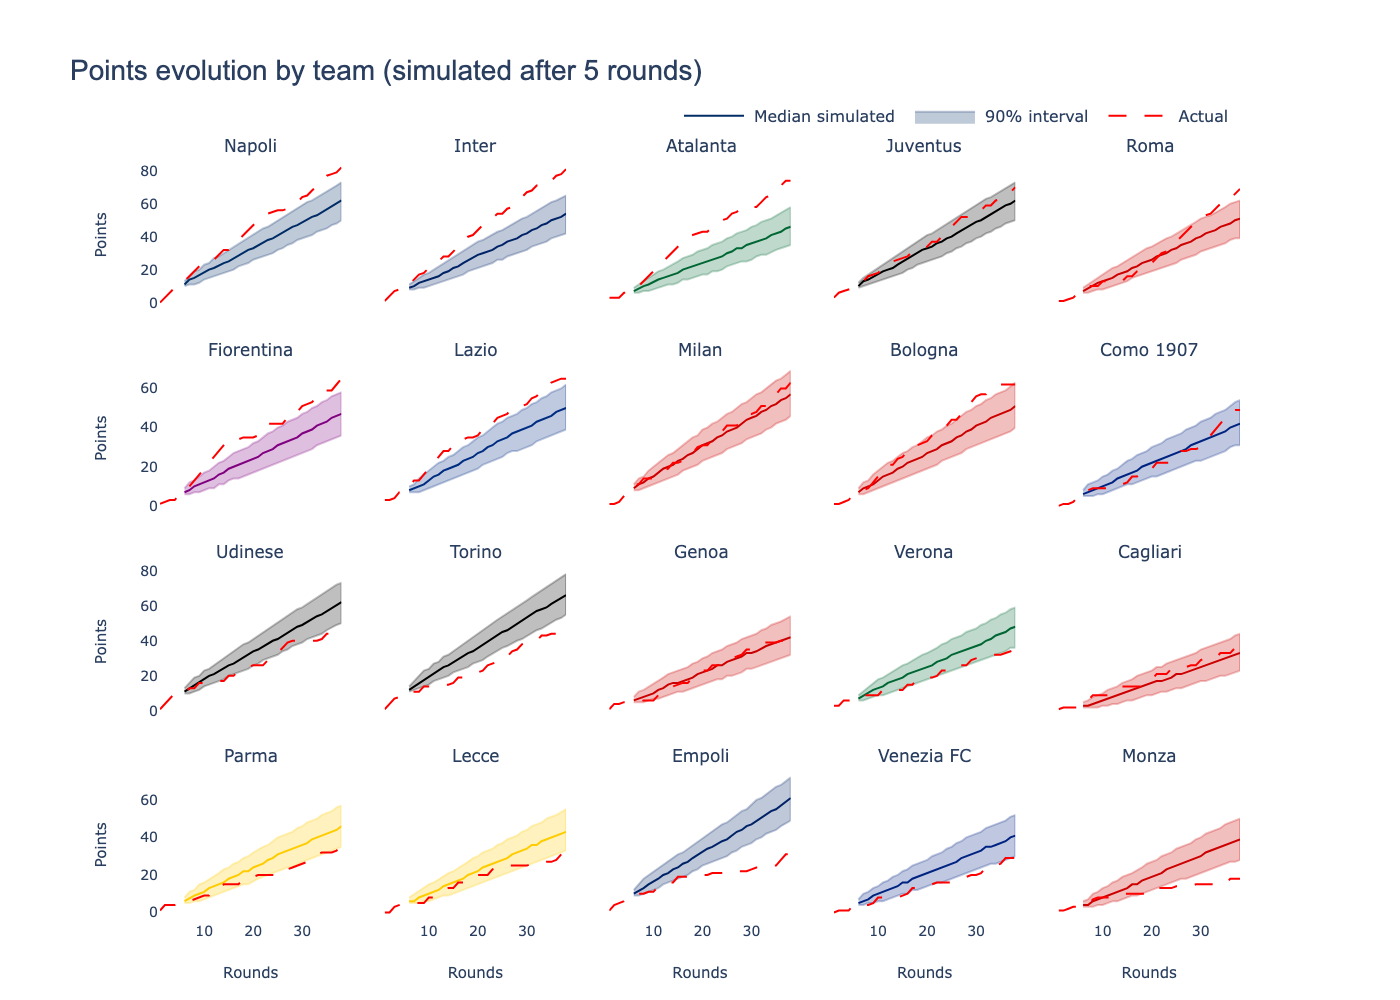 Points evolution by team (simulated after 5 rounds)
Median simulated 90% interval Actual
Napoli Inter Atalanta Juventus Roma
80
60
40
20
0
Points
Fiorentina Lazio Milan Bologna Como 1907
60
40
20
0
Points
Udinese Torino Genoa Verona Cagliari
80
60
40
20
0
Points
Parma Lecce Empoli Venezia FC Monza
60
40
20
0
Points
10 20 30 10 20 30 10 20 30 10 20 30 10 20 30
Rounds Rounds Rounds Rounds Rounds